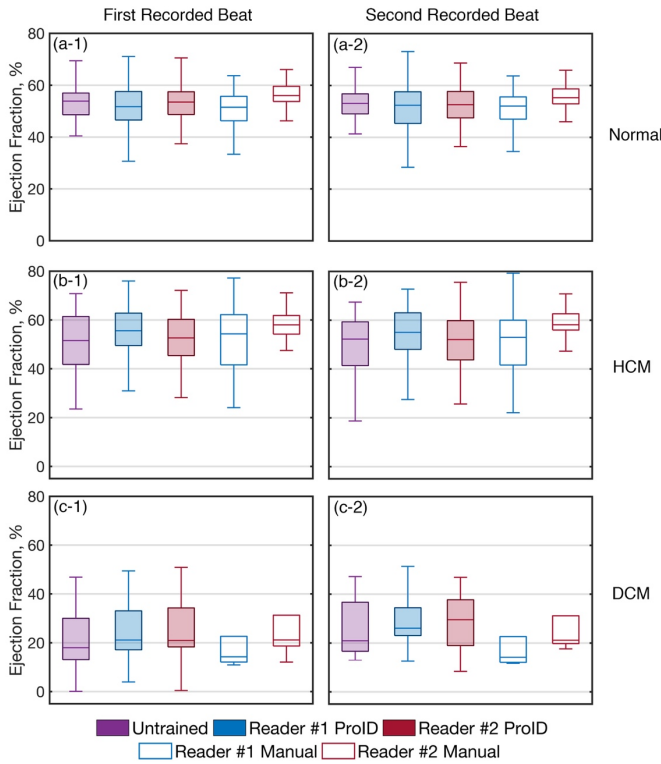 First Recorded Beat
Second Recorded Beat
80
60
40
20
0
Ejection Fraction, %
(a-1)
(a-2)
Normal
80
60
40
20
0
Ejection Fraction, %
(b-1)
(b-2)
HCM
80
60
40
20
0
Ejection Fraction, %
(c-1)
(c-2)
DCM
Untrained Reader #1 ProID Reader #2 ProID
Reader #1 Manual Reader #2 Manual